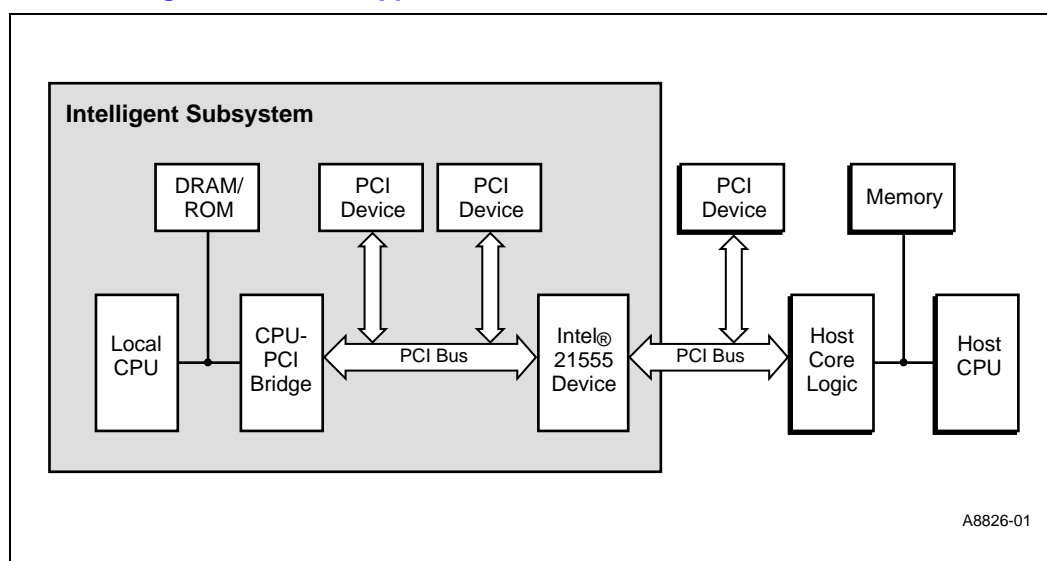 Intelligent Subsystem
DRAM/
ROM
PCI
Device
PCI
Device
PCI
Device
Memory
Local
CPU
CPU-
PCI
Bridge
PCI Bus
Intel®
21555
Device
PCI Bus
Host
Core
Logic
Host
CPU
A8826-01